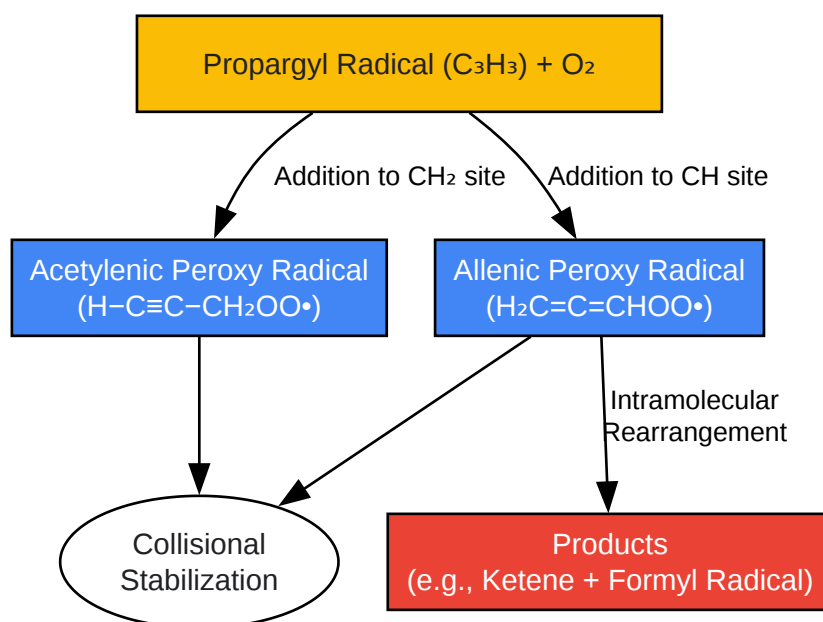 Propargyl Radical (C₃H₃) + O₂
Addition to CH₂ site
Addition to CH site
Acetylenic Peroxy Radical
(H−C≡C−CH₂OO•)
Allenic Peroxy Radical
(H₂C=C=CHOO•)
Intramolecular
Rearrangement
Collisional
Stabilization
Products
(e.g., Ketene + Formyl Radical)